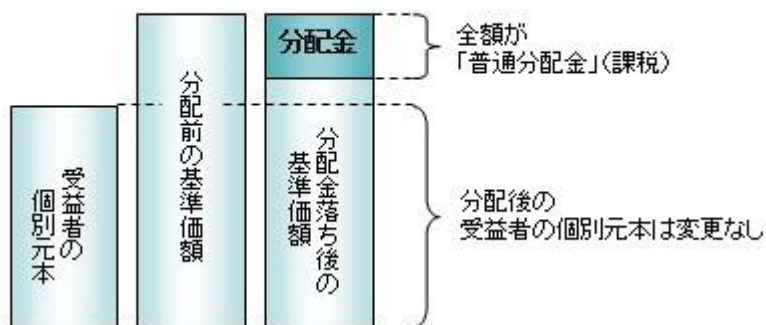 受益者の
個別元本
分配前の基準価額
分配金
分配金落ち後の
基準価額
全額が
「普通分配金」(課税)
分配後の
受益者の個別元本は変更なし